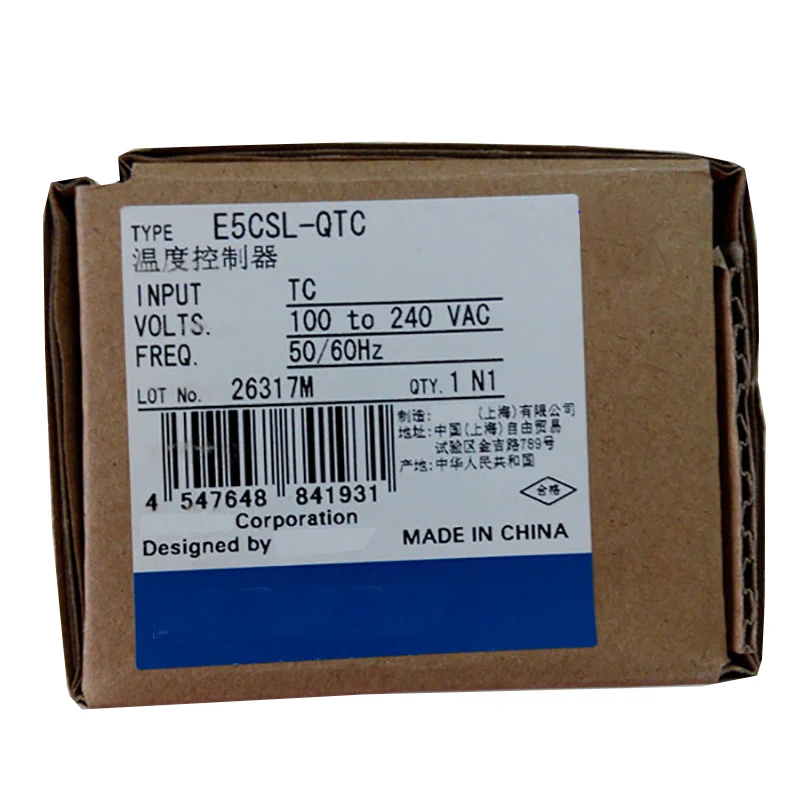 TYPE E5CSL-QTC
温度控制器
INPUT TC
VOLTS. 100 to 240 VAC
FREQ. 50/60Hz
LOT No. 26317M QTY. 1 N1
制造: (上海)有限公司
地址: 中国(上海)自由贸易
试验区金吉路789号
产地: 中华人民共和国
4 547648 841931
合格
Corporation
Designed by MADE IN CHINA